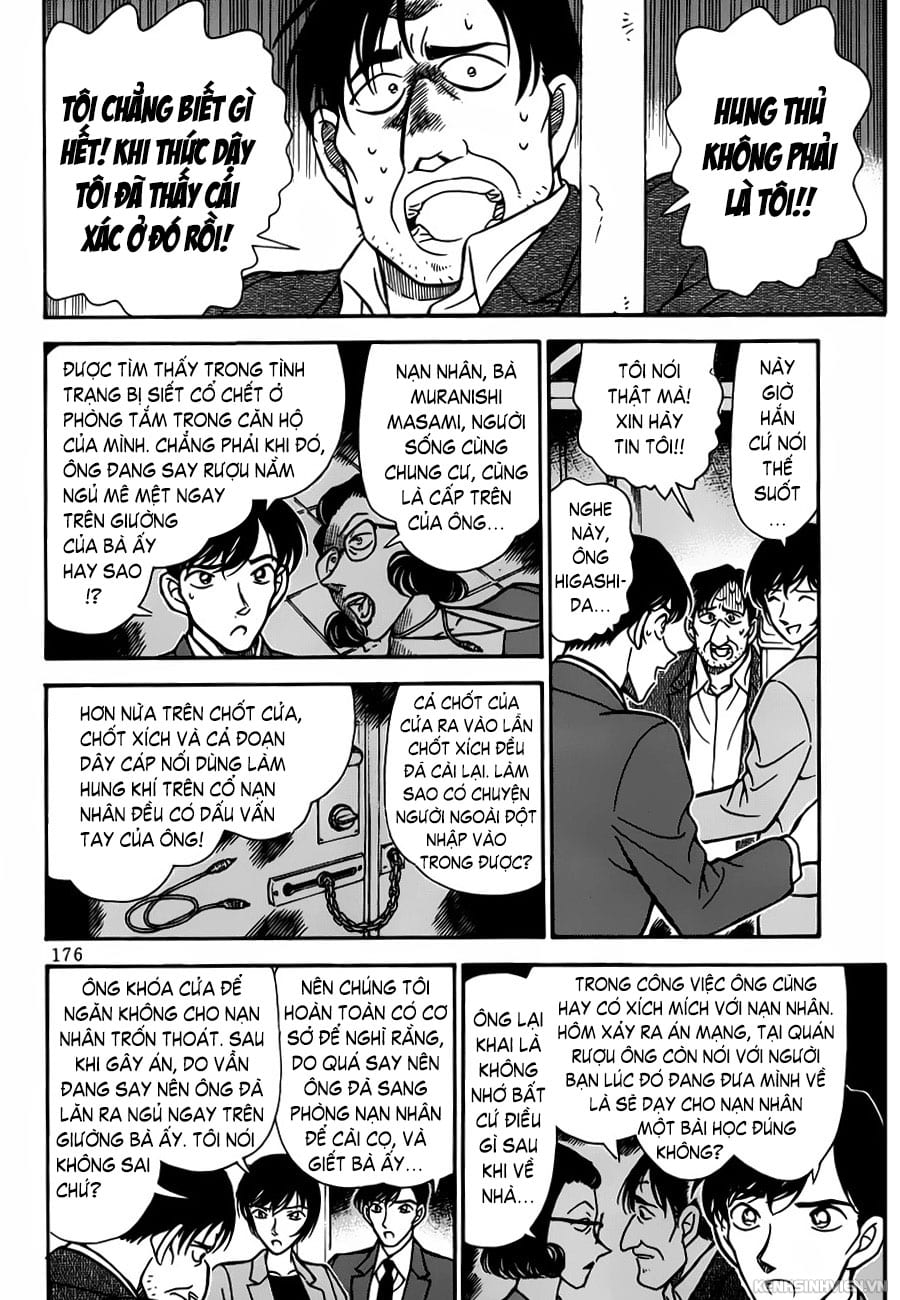 HUNG THỦ
KHÔNG PHẢI
LÀ TÔI!!
TÔI CHẲNG BIẾT GÌ
HẾT! KHI THỨC DẬY
TÔI ĐÃ THẤY CÁI
XÁC Ở ĐÓ RỒI!
NÀY
GIỜ
HẮN
CỨ NÓI
THẾ
SUỐT
...
TÔI NÓI
THẬT MÀ!
XIN HÃY
TIN TÔI!!
NGHE
NÀY,
ÔNG
HIGASHI-
DA...
NẠN NHÂN, BÀ
MURANISHI
MASAMI, NGƯỜI
SỐNG CÙNG
CHUNG CƯ, CŨNG
LÀ CẤP TRÊN
CỦA ÔNG...
ĐƯỢC TÌM THẤY TRONG TÌNH
TRẠNG BỊ SIẾT CỔ CHẾT Ở
PHÒNG TẮM TRONG CĂN HỘ
CỦA MÌNH. CHẲNG PHẢI KHI ĐÓ,
ÔNG ĐANG SAY RƯỢU NẰM
NGỦ MÊ MỆT NGAY
TRÊN GIƯỜNG
CỦA BÀ ẤY
HAY SAO
!?
CẢ CHỐT CỦA
CỬA RA VÀO LẪN
CHỐT XÍCH ĐỀU
ĐÃ CÀI LẠI. LÀM
SAO CÓ CHUYỆN
NGƯỜI NGOÀI ĐỘT
NHẬP VÀO
TRONG ĐƯỢC?
HƠN NỮA TRÊN CHỐT CỬA,
CHỐT XÍCH VÀ CẢ ĐOẠN
DÂY CÁP NỐI DÙNG LÀM
HUNG KHÍ TRÊN CỔ NẠN
NHÂN ĐỀU CÓ DẤU VẤN
TAY CỦA ÔNG!
176
TRONG CÔNG VIỆC ÔNG CŨNG
HAY CÓ XÍCH MÍCH VỚI NẠN NHÂN.
HÔM XẢY RA ÁN MẠNG, TẠI QUÁN
RƯỢU ÔNG CÒN NÓI VỚI NGƯỜI
BẠN LÚC ĐÓ ĐANG ĐƯA MÌNH VỀ
LÀ SẼ DẠY CHO NẠN NHÂN
MỘT BÀI HỌC ĐÚNG
KHÔNG?
ÔNG LẠI
KHAI LÀ
KHÔNG
NHỚ BẤT
CỨ ĐIỀU
GÌ SAU
KHI VỀ
NHÀ...
NÊN CHÚNG TÔI
HOÀN TOÀN CÓ CƠ
SỞ ĐỂ NGHĨ RẰNG,
DO QUÁ SAY NÊN
ÔNG ĐÃ SANG
PHÒNG NẠN NHÂN
ĐỂ CÃI CỌ, VÀ
GIẾT BÀ ẤY...
ÔNG KHÓA CỬA ĐỂ
NGĂN KHÔNG CHO NẠN
NHÂN TRỐN THOÁT. SAU
KHI GÂY ÁN, DO VẪN
ĐANG SAY NÊN ÔNG ĐÃ
LĂN RA NGỦ NGAY TRÊN
GIƯỜNG BÀ ẤY. TÔI NÓI
KHÔNG SAI
CHỨ?
KENHSINHVIEN.VN